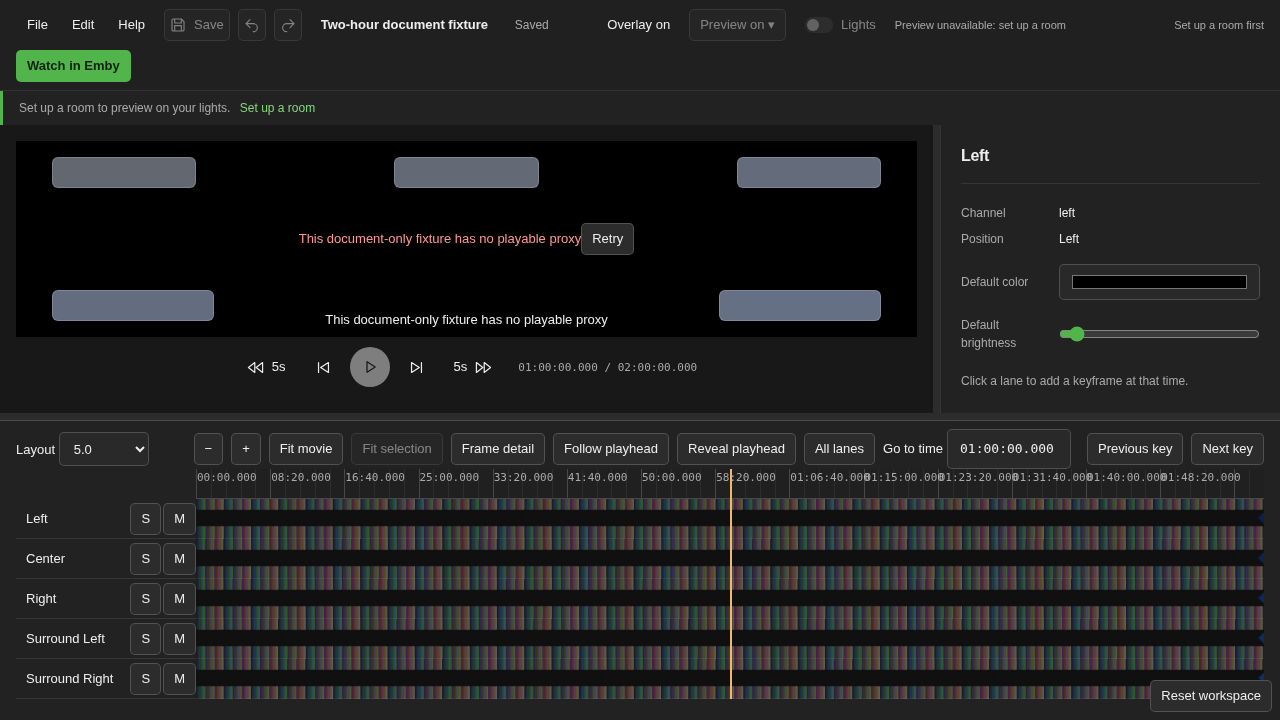 File Edit Help Save Two-hour document fixture Saved Overlay on Preview on ▾ Lights Preview unavailable: set up a room Set up a room first
Watch in Emby
Set up a room to preview on your lights. Set up a room
This document-only fixture has no playable proxy Retry
This document-only fixture has no playable proxy
5s 5s 01:00:00.000 / 02:00:00.000
Left
Channel left
Position Left
Default color
Default
brightness
Click a lane to add a keyframe at that time.
Layout 5.0 − + Fit movie Fit selection Frame detail Follow playhead Reveal playhead All lanes Go to time 01:00:00.000 Previous key Next key
00:00.000 08:20.000 16:40.000 25:00.000 33:20.000 41:40.000 50:00.000 58:20.000 01:06:40.000 01:15:00.000 01:23:20.000 01:31:40.000 01:40:00.000 01:48:20.000
Left S M
Center S M
Right S M
Surround Left S M
Surround Right S M
Reset workspace